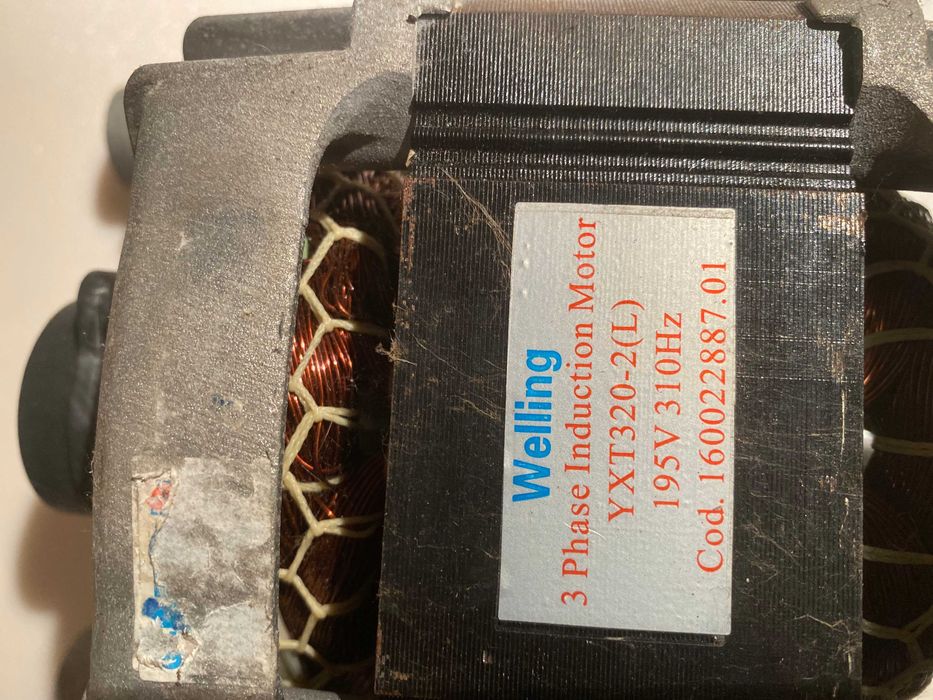 Welling
3 Phase Induction Motor
YXT320-2(L)
195V 310Hz
Cod. 160022887.01